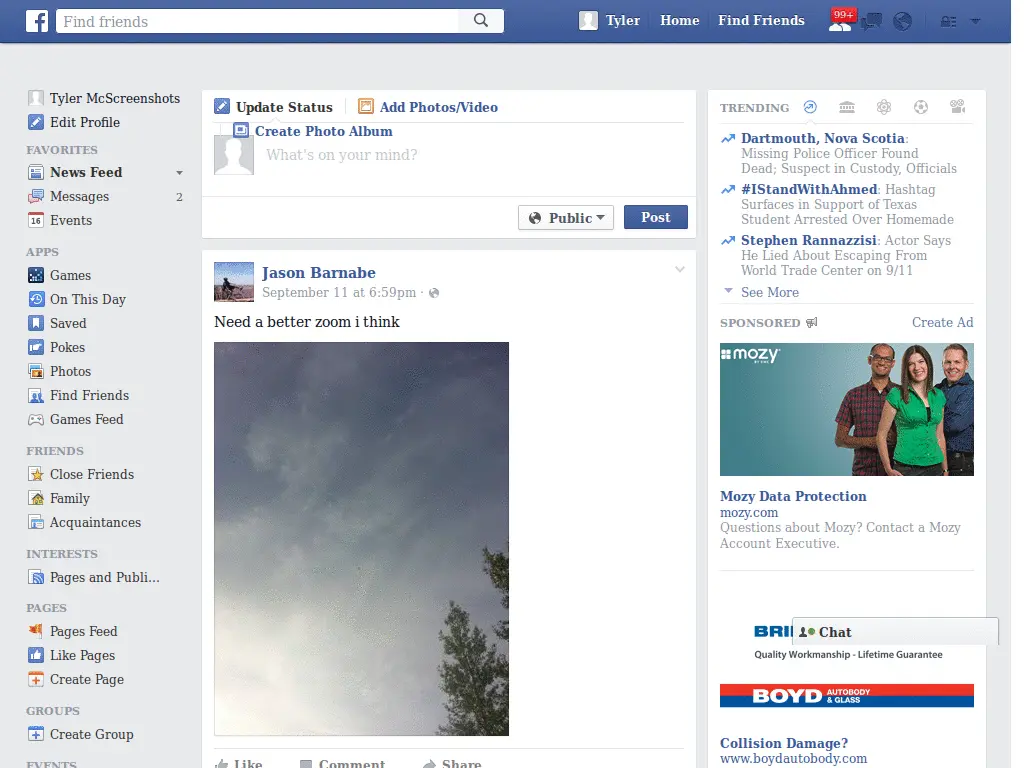 Find friends
Tyler
Home
Find Friends
99+
Tyler McScreenshots
Edit Profile
FAVORITES
News Feed
Messages 2
16 Events
APPS
Games
On This Day
Saved
Pokes
Photos
Find Friends
Games Feed
FRIENDS
Close Friends
Family
Acquaintances
INTERESTS
Pages and Publi...
PAGES
Pages Feed
Like Pages
Create Page
GROUPS
Create Group
EVENTS
Update Status
Add Photos/Video
Create Photo Album
What's on your mind?
Public
Post
Jason Barnabe
September 11 at 6:59pm ·
Need a better zoom i think
Like
Comment
Share
TRENDING
Dartmouth, Nova Scotia:
Missing Police Officer Found
Dead; Suspect in Custody, Officials
#IStandWithAhmed: Hashtag
Surfaces in Support of Texas
Student Arrested Over Homemade
Stephen Rannazzisi: Actor Says
He Lied About Escaping From
World Trade Center on 9/11
See More
SPONSORED
Create Ad
mozy
Mozy Data Protection
mozy.com
Questions about Mozy? Contact a Mozy
Account Executive.
Chat
Quality Workmanship - Lifetime Guarantee
BOYD AUTOBODY
& GLASS
Collision Damage?
www.boydautobody.com